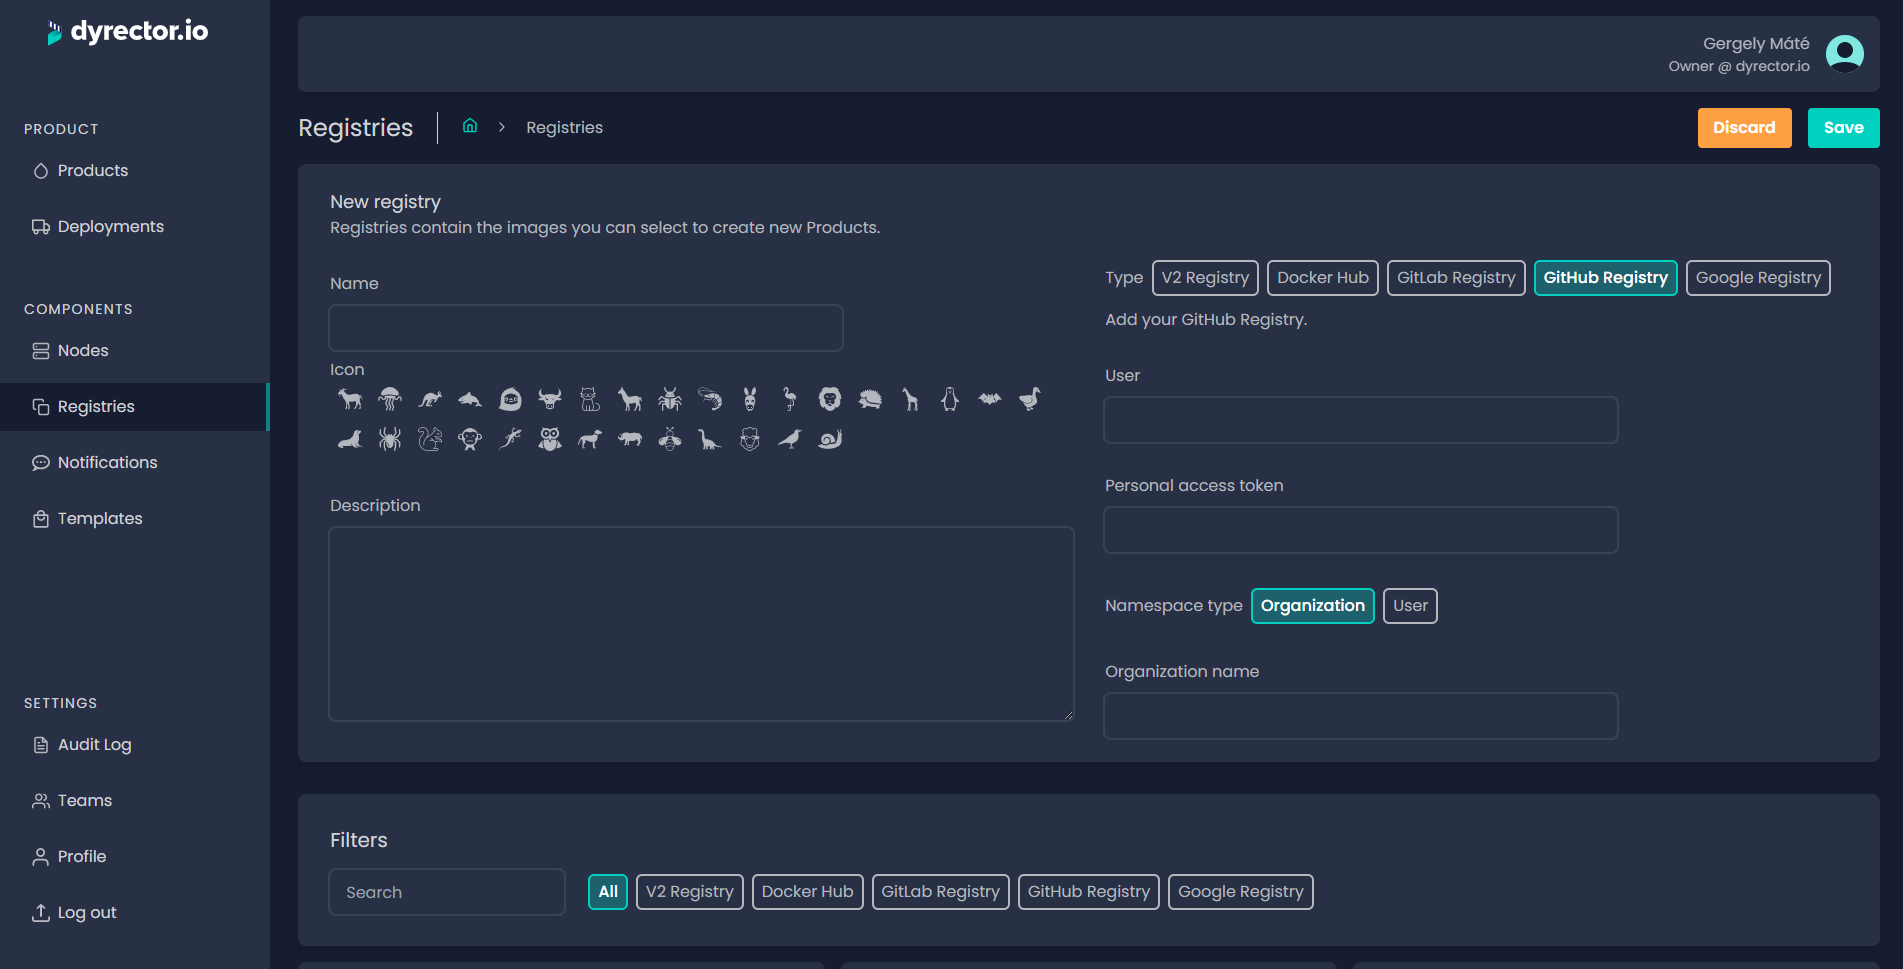 dyrector.io
PRODUCT
Products
Deployments
COMPONENTS
Nodes
Registries
Notifications
Templates
SETTINGS
Audit Log
Teams
Profile
Log out
Gergely Máté
Owner @ dyrector.io
Registries
Registries
Discard
Save
New registry
Registries contain the images you can select to create new Products.
Name
Icon
Description
Type V2 Registry Docker Hub GitLab Registry GitHub Registry Google Registry
Add your GitHub Registry.
User
Personal access token
Namespace type Organization User
Organization name
Filters
Search All V2 Registry Docker Hub GitLab Registry GitHub Registry Google Registry